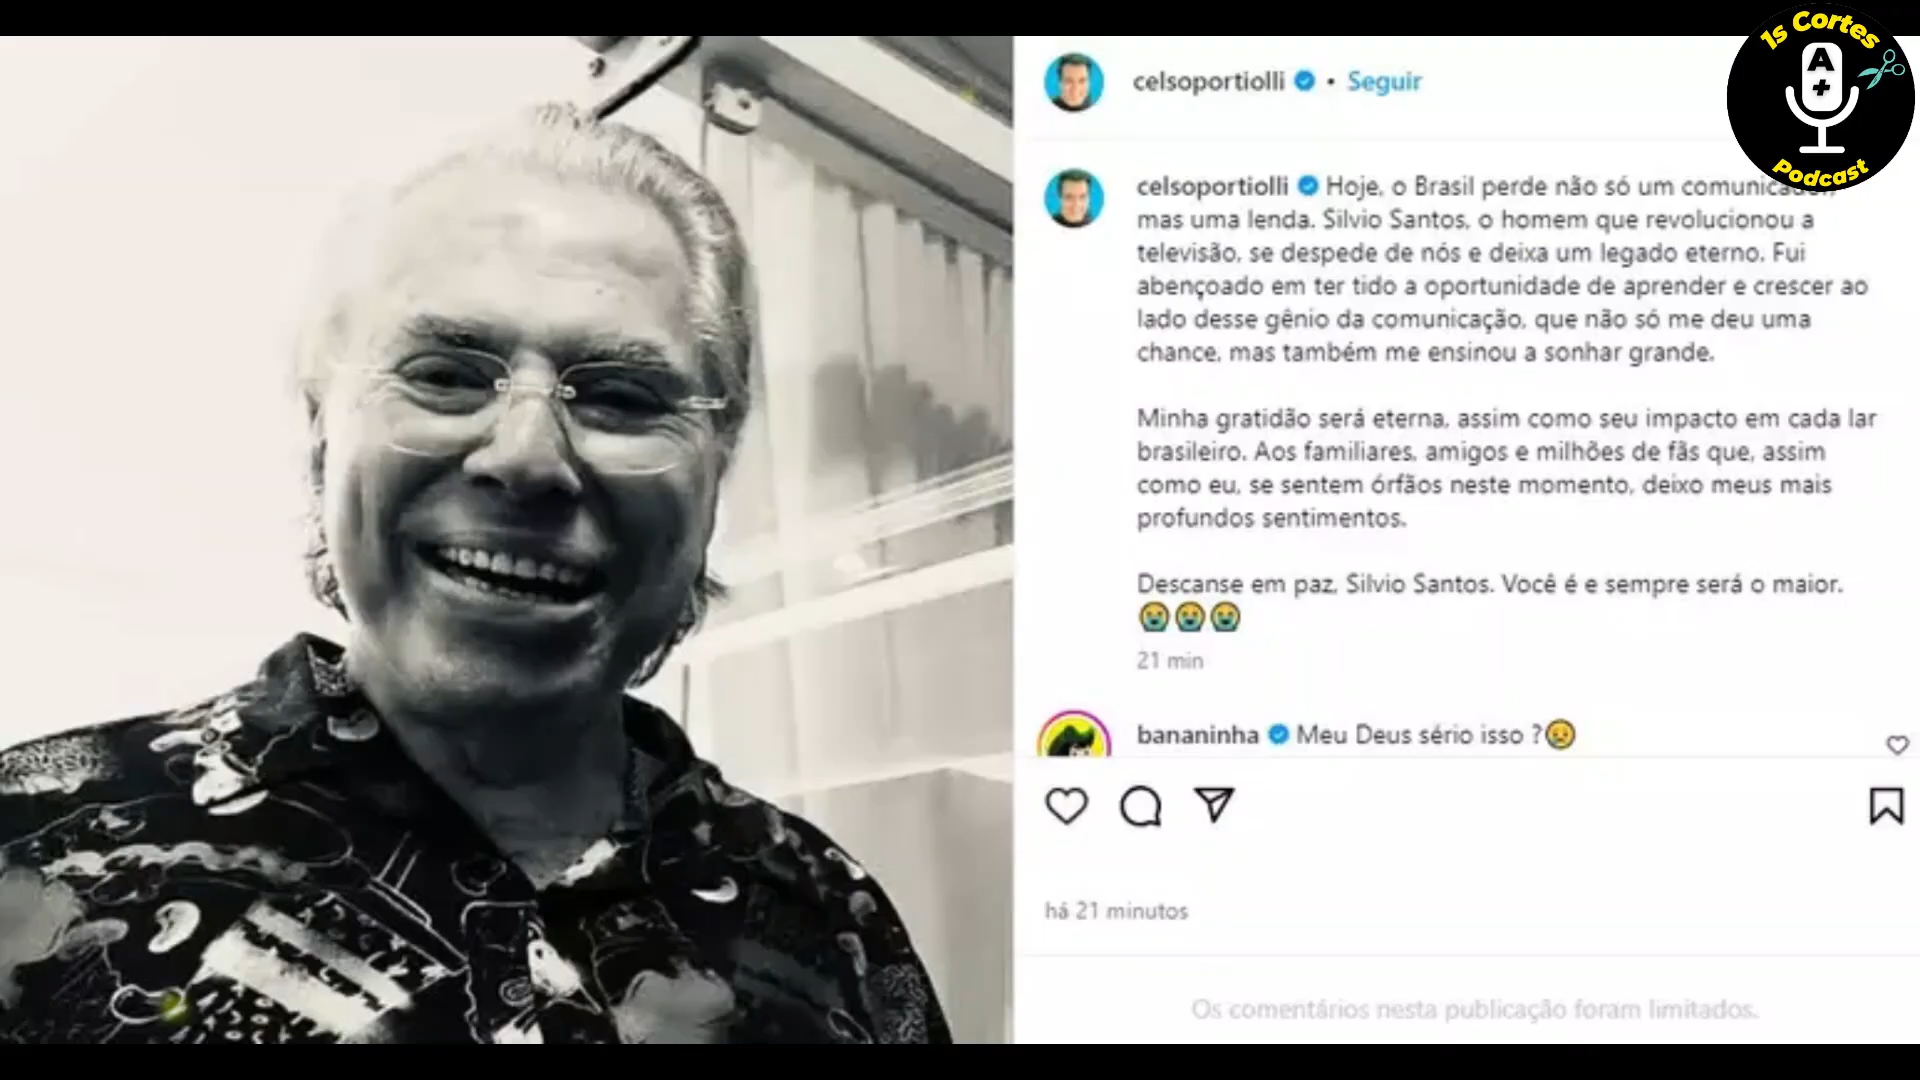 1s Cortes
A+
Podcast
celsoportiolli • Seguir
celsoportiolli Hoje, o Brasil perde não só um
mas uma lenda. Silvio Santos, o homem que revolucionou a
televisão, se despede de nós e deixa um legado eterno. Fui
abençoado em ter tido a oportunidade de aprender e crescer ao
lado desse gênio da comunicação, que não só me deu uma
chance, mas também me ensinou a sonhar grande.
Minha gratidão será eterna, assim como seu impacto em cada lar
brasileiro. Aos familiares, amigos e milhões de fãs que, assim
como eu, se sentem órfãos neste momento, deixo meus mais
profundos sentimentos.
Descanse em paz, Silvio Santos. Você é e sempre será o maior.
😭😭😭
21 min
bananinha Meu Deus sério isso ?😢
há 21 minutos
Os comentários nesta publicação foram limitados.